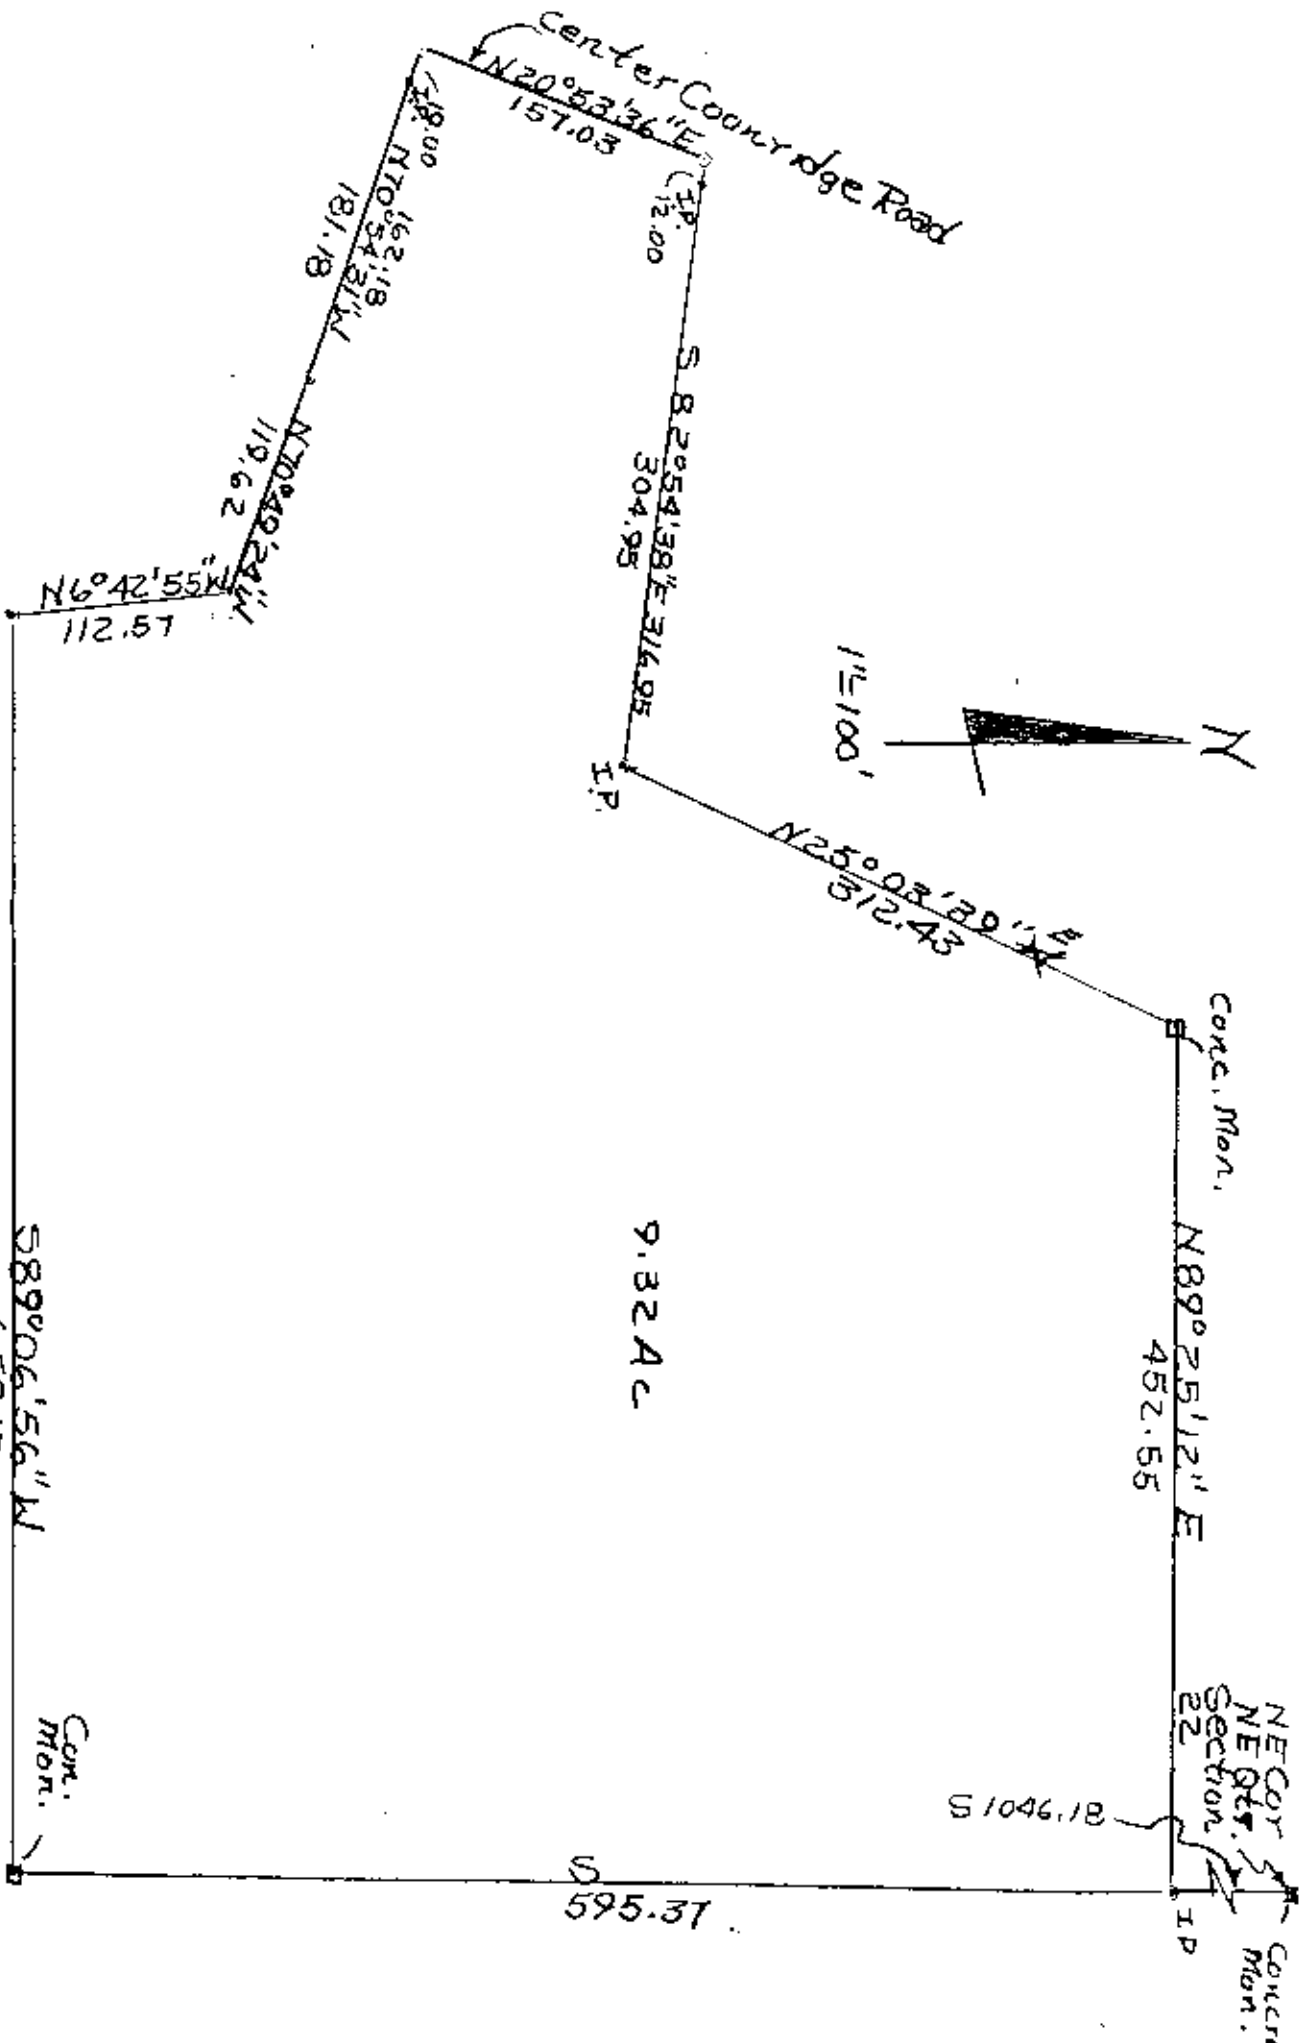 Center Coonridge Road
N20°53'36"E
157.03
I.P.
12.00
19.00
I.P.
162.18
N70°54'31"W
181.18
S 82°54'38"E 316.95
304.95
N70°49'24"W
119.62
N6°42'55"W
112.57
N
1"=100'
I.P.
N25°03'39"E
312.43
Conc. Mon.
N89°25'12" E
452.55
9.32 Ac
NE Cor
NE Qtr.
Section
22
S 1046.18
I P
Mon.
S
595.37
S89°06'56" W
Con.
Mon.